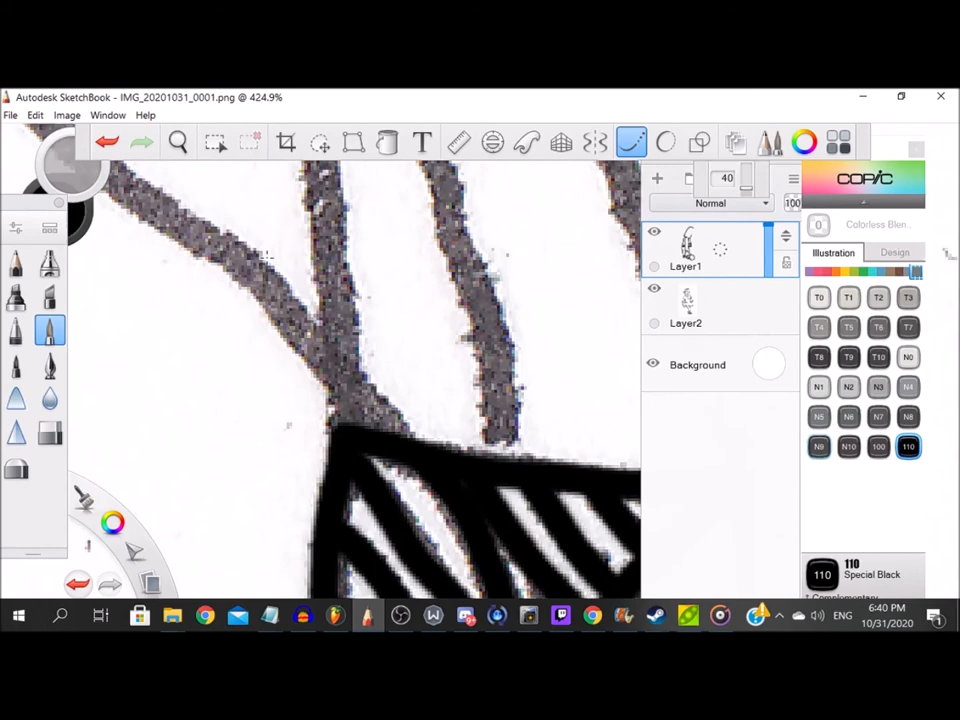 Autodesk SketchBook - IMG_20201031_0001.png @ 424.9%
File Edit Image Window Help
T
40
COPIC
Normal
100
0 Colorless Blen..
Illustration Design
Layer1
T0 T1 T2 T3
Layer2
T4 T5 T6 T7
T8 T9 T10 N0
Background
N1 N2 N3 N4
N5 N6 N7 N8
N9 N10 100 110
110 110
Special Black
Complementary
ENG
6:40 PM
10/31/2020
1